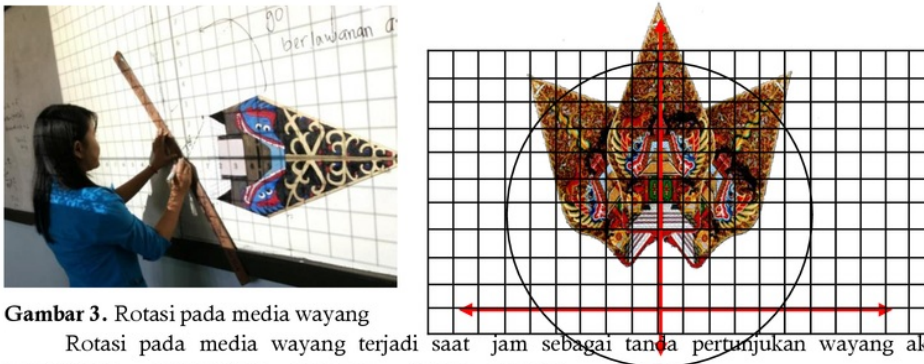 90
berlawanan a
Gambar 3. Rotasi pada media wayang
Rotasi pada media wayang terjadi saat jam sebagai tanda pertunjukan wayang a